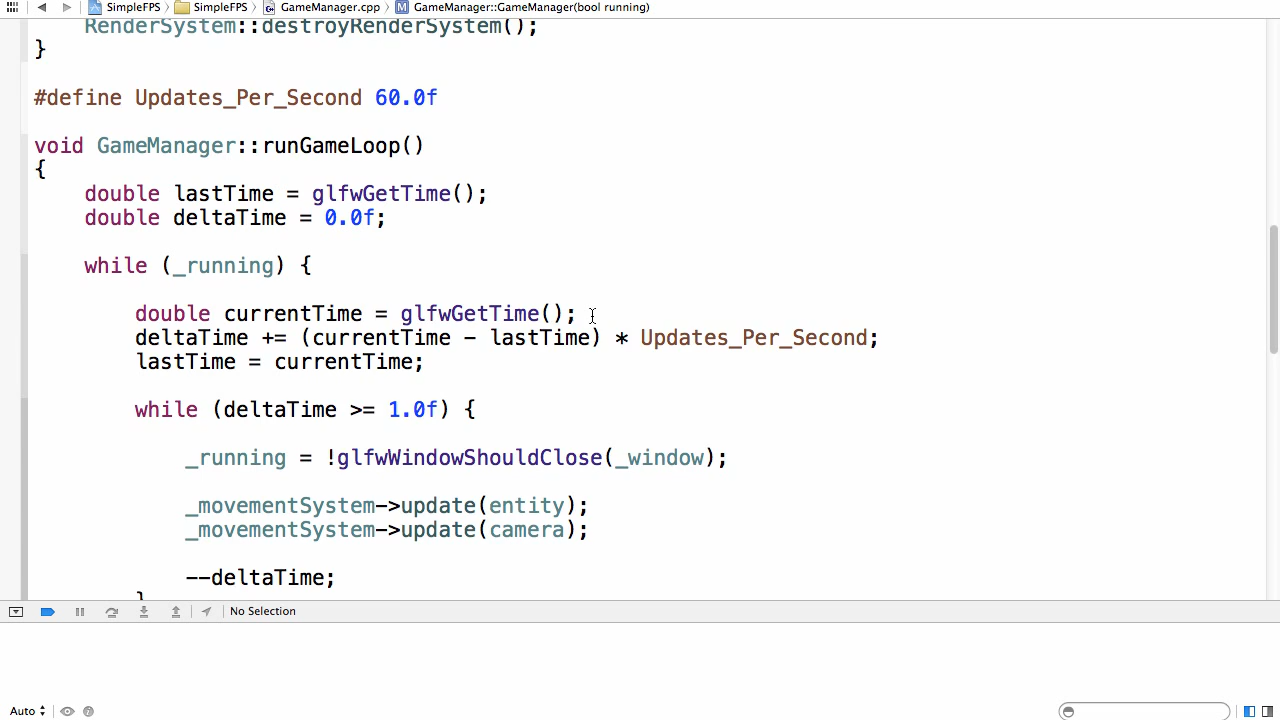 SimpleFPS SimpleFPS GameManager.cpp GameManager::GameManager(bool running)
RenderSystem::destroyRenderSystem();
}
#define Updates_Per_Second 60.0f
void GameManager::runGameLoop()
{
double lastTime = glfwGetTime();
double deltaTime = 0.0f;
while (_running) {
double currentTime = glfwGetTime();
deltaTime += (currentTime - lastTime) * Updates_Per_Second;
lastTime = currentTime;
while (deltaTime >= 1.0f) {
_running = !glfwWindowShouldClose(_window);
_movementSystem->update(entity);
_movementSystem->update(camera);
--deltaTime;
}
No Selection
Auto